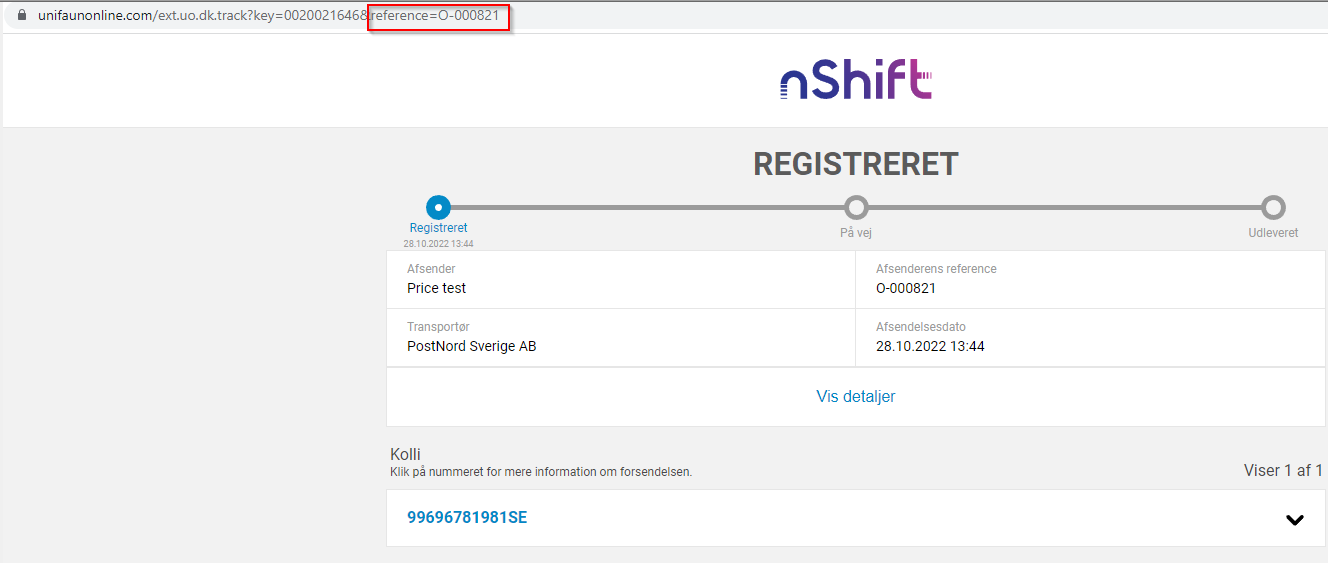 unifaunonline.com/ext.uo.dk.track?key=0020021646&reference=O-000821
nShift
REGISTRERET
Registreret
28.10.2022 13:44
På vej
Udleveret
Afsender
Price test
Afsenderens reference
O-000821
Transportør
PostNord Sverige AB
Afsendelsesdato
28.10.2022 13:44
Vis detaljer
Kolli
Klik på nummeret for mere information om forsendelsen.
Viser 1 af 1
99696781981SE